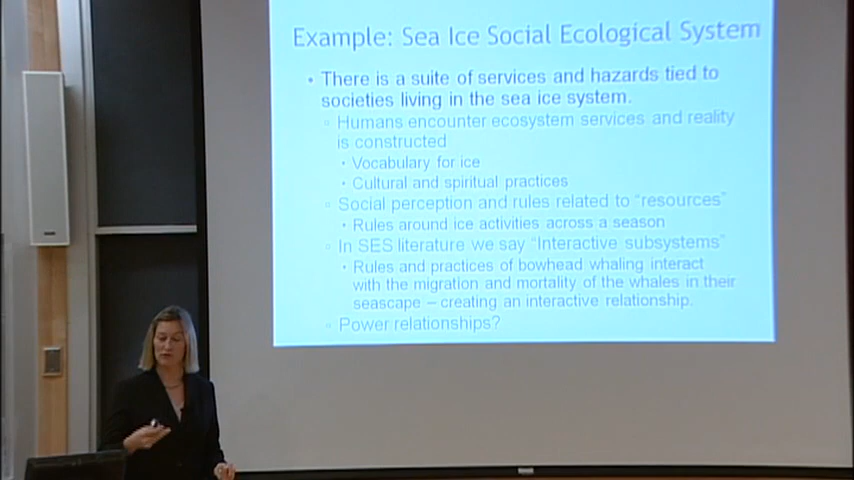 Example: Sea Ice Social Ecological System
• There is a suite of services and hazards tied to
societies living in the sea ice system.
▫ Humans encounter ecosystem services and reality
is constructed
• Vocabulary for ice
• Cultural and spiritual practices
▫ Social perception and rules related to “resources”
• Rules around ice activities across a season
▫ In SES literature we say “Interactive subsystems”
• Rules and practices of bowhead whaling interact
with the migration and mortality of the whales in their
seascape – creating an interactive relationship.
▫ Power relationships?